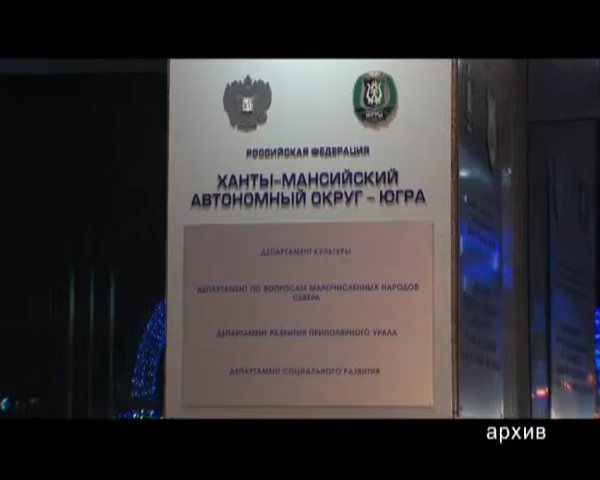 РОССИЙСКАЯ ФЕДЕРАЦИЯ
ХАНТЫ-МАНСИЙСКИЙ
АВТОНОМНЫЙ ОКРУГ - ЮГРА
ДЕПАРТАМЕНТ КУЛЬТУРЫ
ДЕПАРТАМЕНТ ПО ВОПРОСАМ МАЛОЧИСЛЕННЫХ НАРОДОВ
СЕВЕРА
ДЕПАРТАМЕНТ РАЗВИТИЯ ПРИПОЛЯРНОГО УРАЛА
ДЕПАРТАМЕНТ СОЦИАЛЬНОГО РАЗВИТИЯ
архив